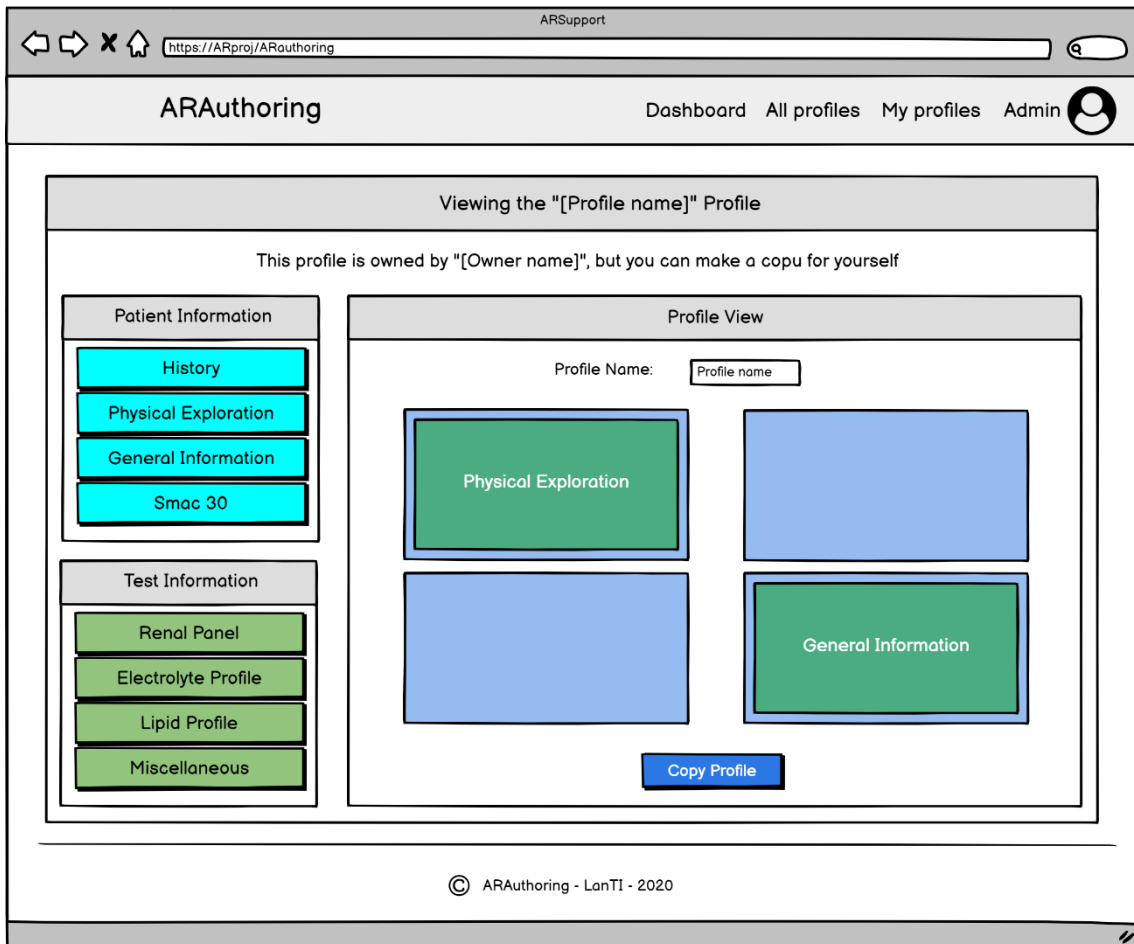 ARSupport
https://ARproj/ARauthoring
ARAuthoring
Dashboard All profiles My profiles Admin
Viewing the "[Profile name]" Profile
This profile is owned by "[Owner name]", but you can make a copu for yourself
Patient Information
History
Physical Exploration
General Information
Smac 30
Test Information
Renal Panel
Electrolyte Profile
Lipid Profile
Miscellaneous
Profile View
Profile Name: Profile name
Physical Exploration
General Information
Copy Profile
© ARAuthoring - LanTI - 2020